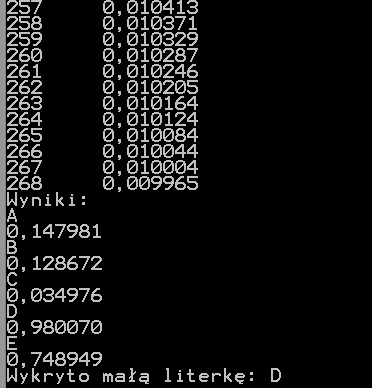 257 0,010413
258 0,010371
259 0,010329
260 0,010287
261 0,010246
262 0,010205
263 0,010164
264 0,010124
265 0,010084
266 0,010044
267 0,010004
268 0,009965
Wyniki:
A
0,147981
B
0,128672
C
0,034976
D
0,980070
E
0,748949
Wykryto małą literkę: D